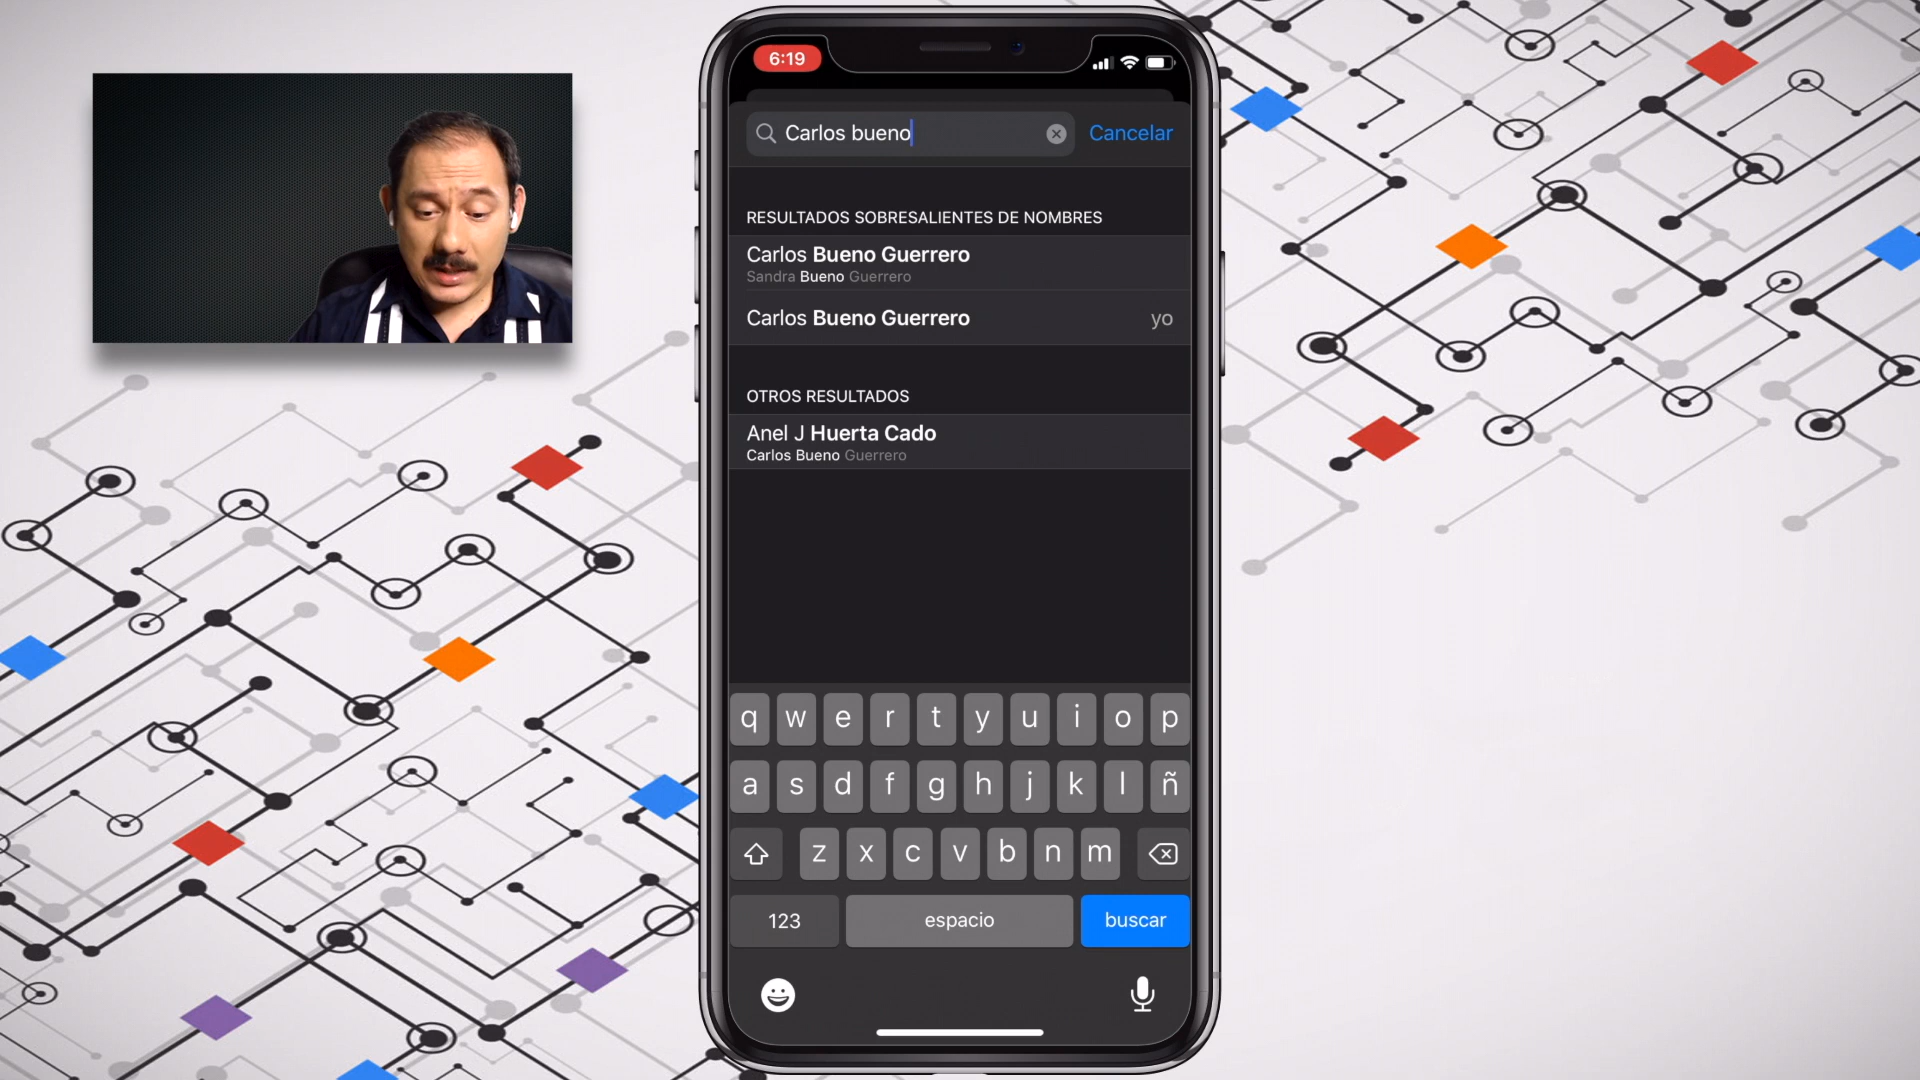 6:19
Carlos bueno
Cancelar
RESULTADOS SOBRESALIENTES DE NOMBRES
Carlos Bueno Guerrero
Sandra Bueno Guerrero
Carlos Bueno Guerrero yo
OTROS RESULTADOS
Anel J Huerta Cado
Carlos Bueno Guerrero
q w e r t y u i o p
a s d f g h j k l ñ
z x c v b n m
123 espacio buscar